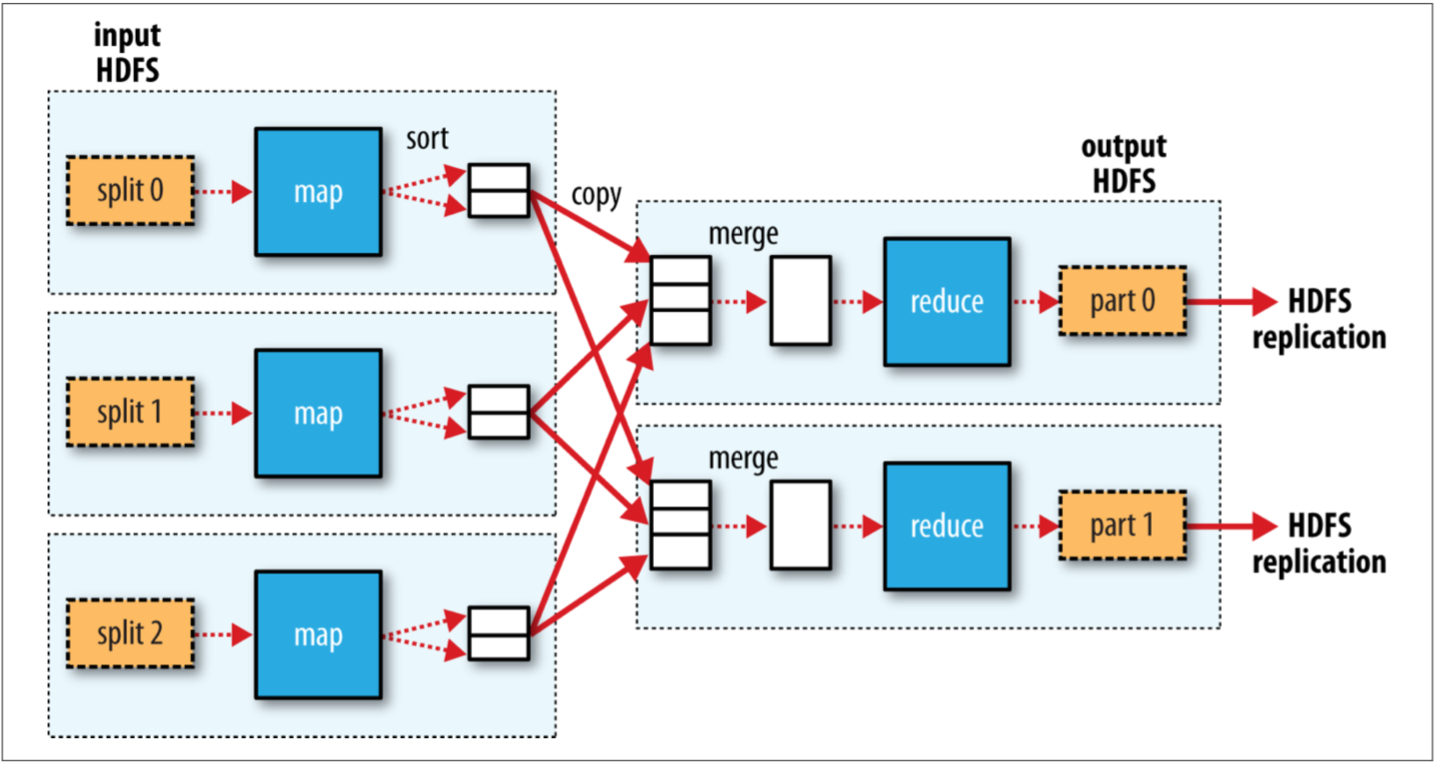 input
HDFS
split 0
map
sort
copy
split 1
map
split 2
map
output
HDFS
merge
reduce
part 0
HDFS
replication
merge
reduce
part 1
HDFS
replication